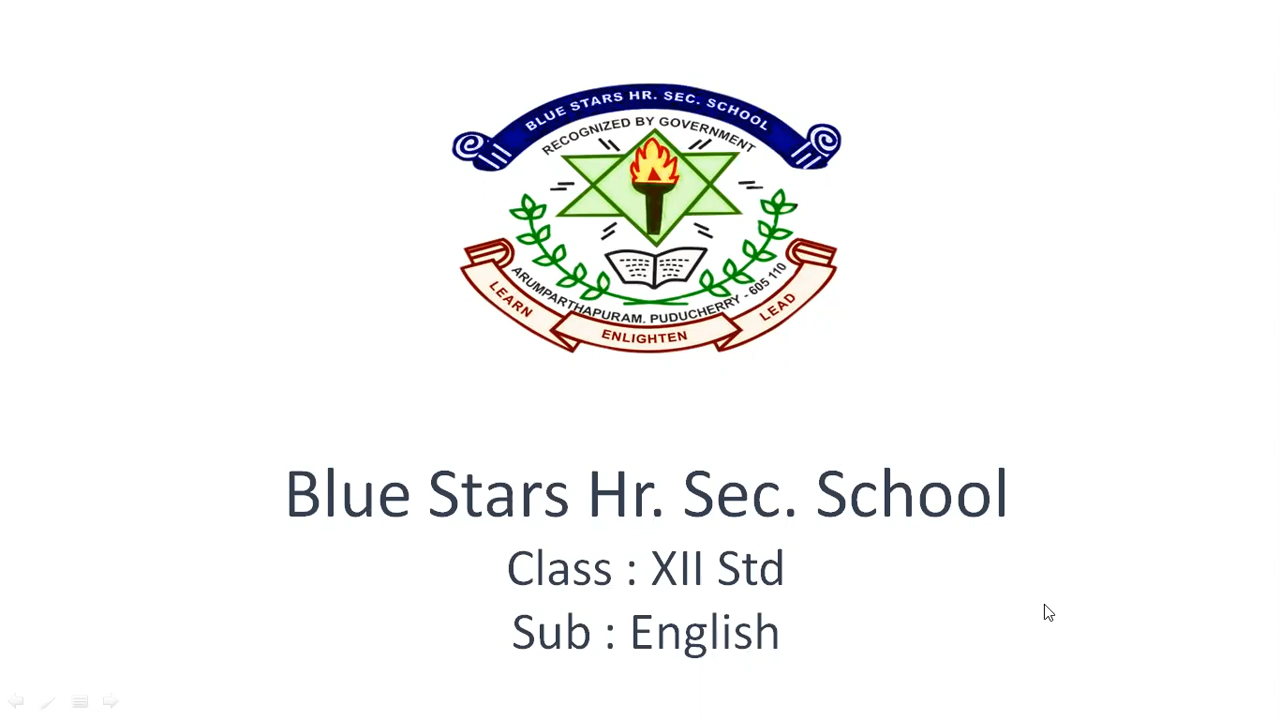 BLUE STARS HR. SEC. SCHOOL
RECOGNIZED BY GOVERNMENT
ARUMPARTHAPURAM. PUDUCHERRY - 605 110
LEARN
ENLIGHTEN
LEAD
Blue Stars Hr. Sec. School
Class : XII Std
Sub : English